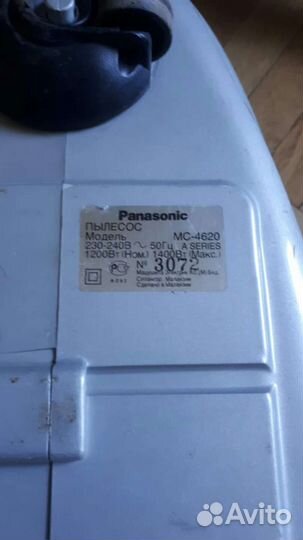 Panasonic
ПЫЛЕСОС
Модель MC-4620
230-240В ~ 50Гц A SERIES
1200Вт (Ном.) 1400Вт (Макс.)
№ 3072
Сделано в Малайзии
Avito